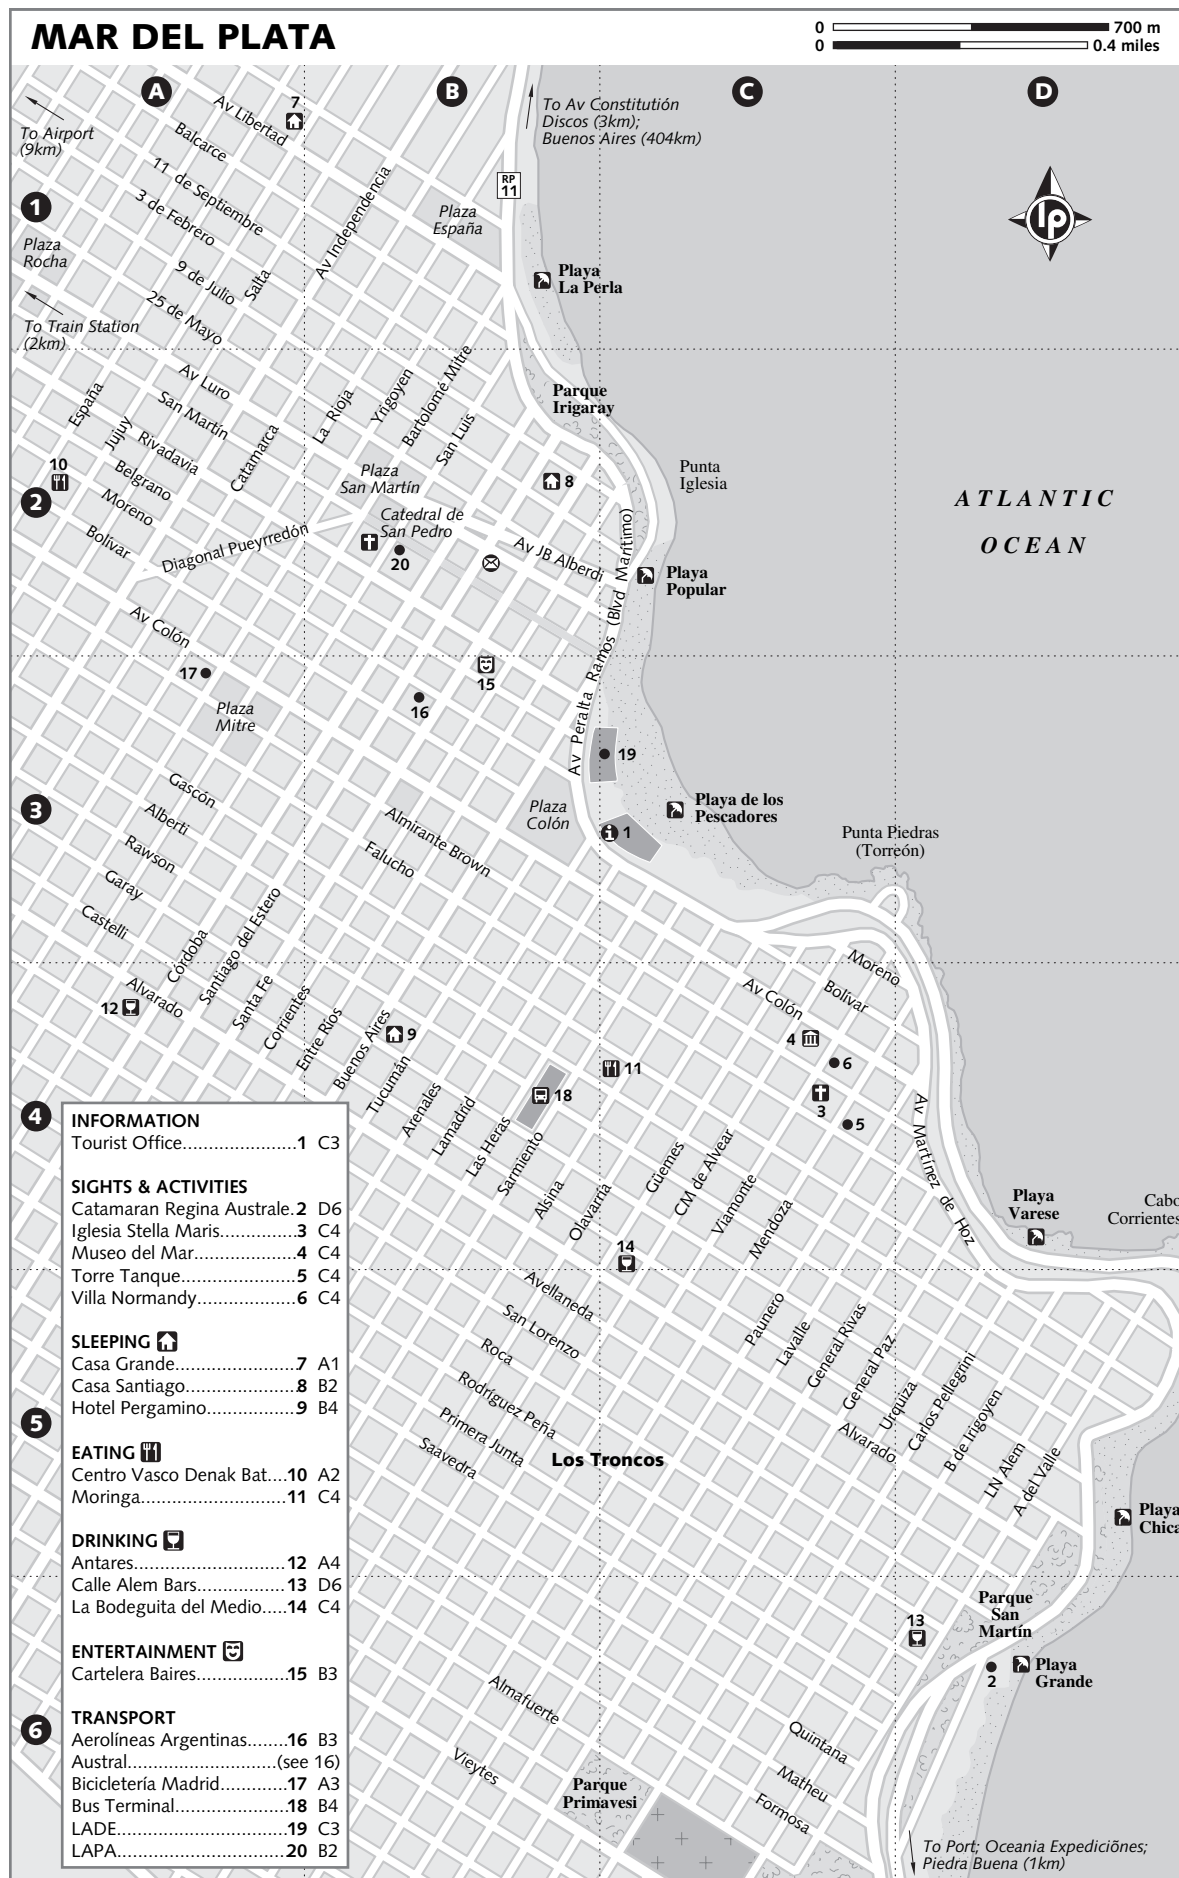 MAR DEL PLATA
0 700 m
0 0.4 miles
A
B
C
D
To Airport
(9km)
Av Libertad
7
Balcarce
11 de Septiembre
3 de Febrero
1
Plaza
Rocha
9 de Julio
Salta
25 de Mayo
To Train Station
(2km)
Av Independencia
Plaza
España
RP
11
To Av Constitutión
Discos (3km);
Buenos Aires (404km)
lp
Playa
La Perla
Av Luro
San Martín
España
Jujuy
Rivadavia
Belgrano
Moreno
Bolívar
Catamarca
La Rioja
Yrigoyen
Bartolomé Mitre
San Luis
Parque
Irigaray
10
2
Plaza
San Martín
8
Punta
Iglesia
ATLANTIC
OCEAN
Catedral de
San Pedro
Diagonal Pueyrredón
20
Av JB Alberdi
Playa
Popular
Av Peralta Ramos (Blvd Marítimo)
Av Colón
17
15
16
Plaza
Mitre
19
3
Gascón
Alberti
Rawson
Garay
Castelli
Almirante Brown
Falucho
Plaza
Colón
1
Playa de los
Pescadores
Punta Piedras
(Torreón)
Córdoba
Santiago del Estero
Santa Fe
Corrientes
Entre Ríos
Buenos Aires
Tucumán
Arenales
Lamadrid
Las Heras
Sarmiento
Alsina
Olavarría
Güemes
CM de Alvear
Viamonte
Mendoza
12
Alvarado
9
18
11
Moreno
Bolívar
Av Colón
4
6
3
5
Av Martínez de Hoz
Playa
Varese
Cabo
Corrientes
14
4
INFORMATION
Tourist Office......................1 C3
SIGHTS & ACTIVITIES
Catamaran Regina Australe.2 D6
Iglesia Stella Maris...............3 C4
Museo del Mar....................4 C4
Torre Tanque......................5 C4
Villa Normandy...................6 C4
SLEEPING
Casa Grande.......................7 A1
Casa Santiago.....................8 B2
Hotel Pergamino.................9 B4
5
EATING
Centro Vasco Denak Bat....10 A2
Moringa............................11 C4
DRINKING
Antares.............................12 A4
Calle Alem Bars.................13 D6
La Bodeguita del Medio.....14 C4
ENTERTAINMENT
Cartelera Baires.................15 B3
6
TRANSPORT
Aerolíneas Argentinas........16 B3
Austral.......................(see 16)
Bicicletería Madrid............17 A3
Bus Terminal.....................18 B4
LADE................................19 C3
LAPA................................20 B2
Avellaneda
San Lorenzo
Roca
Rodríguez Peña
Primera Junta
Saavedra
Los Troncos
Paunero
Lavalle
General Rivas
General Paz
Urquiza
Carlos Pellegrini
B de Irigoyen
LN Alem
A del Valle
Alvarado
Playa
Chica
Parque
San
Martín
13
2
Playa
Grande
Almafuerte
Vieytes
Parque
Primavesi
Quintana
Matheu
Formosa
To Port; Oceania Expediciõnes;
Piedra Buena (1km)